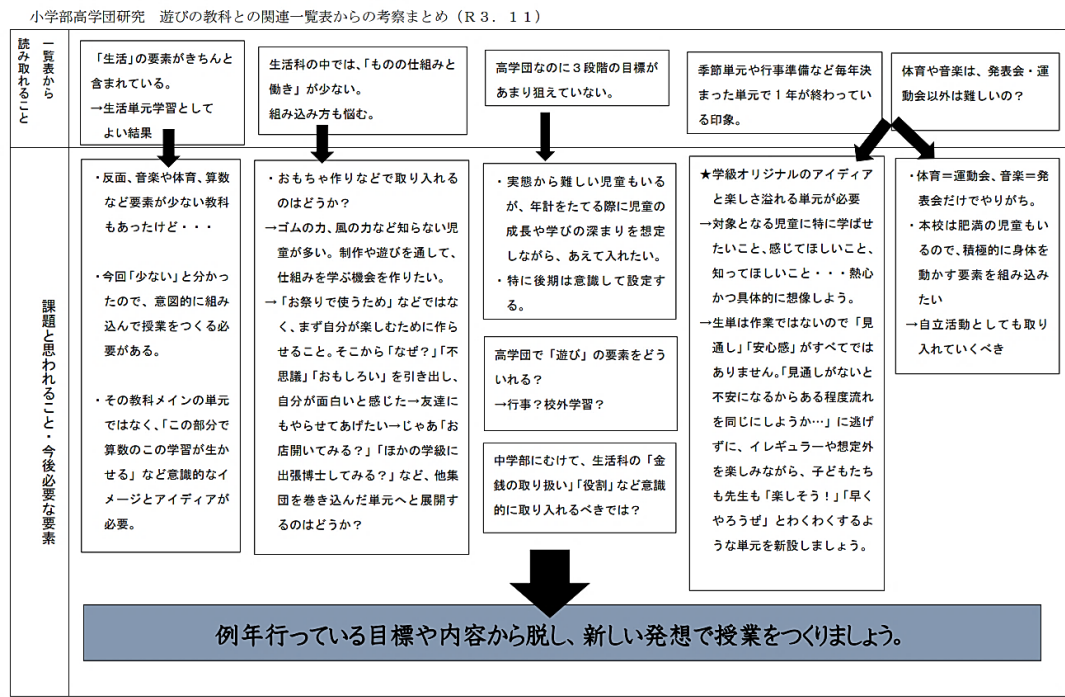 小学部高学団研究　遊びの教科との関連一覧表からの考察まとめ（Ｒ３．１１）
一覧表から
読み取れること
「生活」の要素がきちんと
含まれている。
→生活単元学習として
よい結果
生活科の中では、「ものの仕組みと
働き」が少ない。
組み込み方も悩む。
高学団なのに３段階の目標が
あまり狙えていない。
季節単元や行事準備など毎年決
まった単元で１年が終わってい
る印象。
体育や音楽は、発表会・運
動会以外は難しいの？
課題と思われること・今後必要な要素
・反面、音楽や体育、算数
など要素が少ない教科
もあったけど・・・
・今回「少ない」と分かっ
たので、意図的に組み
込んで授業をつくる必
要がある。
・その教科メインの単元
ではなく、「この部分で
算数のこの学習が生か
せる」など意識的なイ
メージとアイディアが
必要。
・おもちゃ作りなどで取り入れる
のはどうか？
→ゴムの力、風の力など知らない児
童が多い。制作や遊びを通して、
仕組みを学ぶ機会を作りたい。
→「お祭りで使うため」などではな
く、まず自分が楽しむために作ら
せること。そこから「なぜ？」「不
思議」「おもしろい」を引き出し、
自分が面白いと感じた→友達に
もやらせてあげたい→じゃあ「お
店開いてみる？」「ほかの学級に
出張博士してみる？」など、他集
団を巻き込んだ単元へと展開す
るのはどうか？
・実態から難しい児童もいる
が、年計をたてる際に児童の
成長や学びの深まりを想定
しながら、あえて入れたい。
・特に後期は意識して設定す
る。
高学団で「遊び」の要素をどう
いれる？
→行事？校外学習？
中学部にむけて、生活科の「金
銭の取り扱い」「役割」など意識
的に取り入れるべきでは？
★学級オリジナルのアイディア
と楽しさ溢れる単元が必要
→対象となる児童に特に学ばせ
たいこと、感じてほしいこと、
知ってほしいこと・・・熱心
かつ具体的に想像しよう。
→生単は作業ではないので「見
通し」「安心感」がすべてでは
ありません。「見通しがないと
不安になるからある程度流れ
を同じにしようか…」に逃げ
ずに、イレギュラーや想定外
を楽しみながら、子どもたち
も先生も「楽しそう！」「早く
やろうぜ」とわくわくするよ
うな単元を新設しましょう。
・体育＝運動会、音楽＝発
表会だけでやりがち。
・本校は肥満の児童もい
るので、積極的に身体を
動かす要素を組み込み
たい
→自立活動としても取り
入れていくべき
例年行っている目標や内容から脱し、新しい発想で授業をつくりましょう。